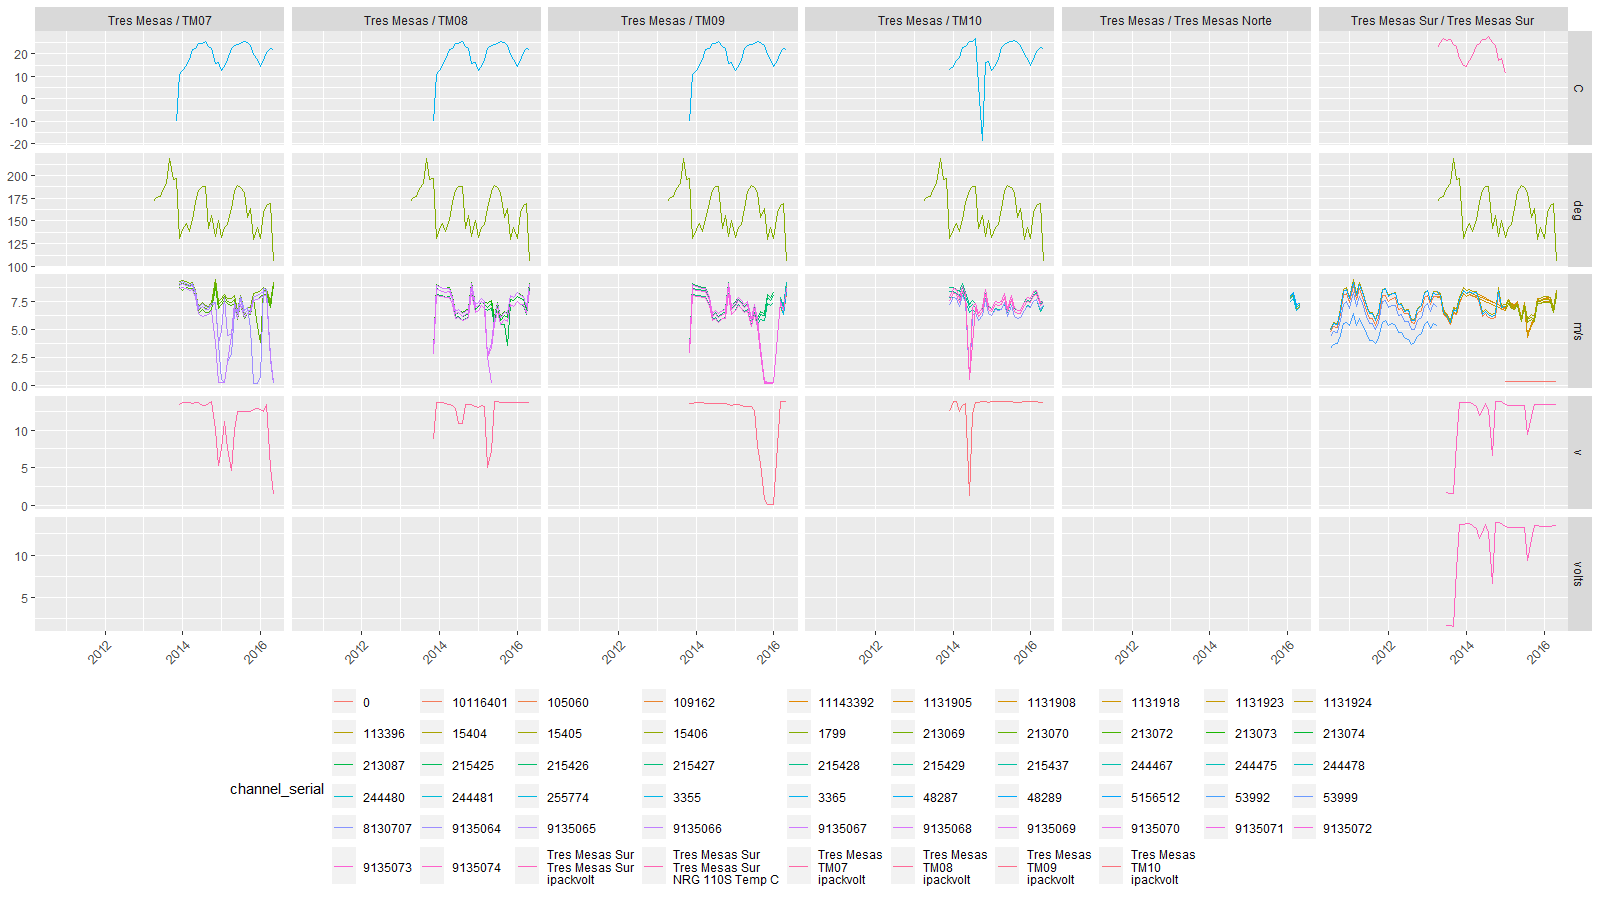 Tres Mesas / TM07
Tres Mesas / TM08
Tres Mesas / TM09
Tres Mesas / TM10
Tres Mesas / Tres Mesas Norte
Tres Mesas Sur / Tres Mesas Sur
20
10
0
-10
-20
C
200
175
150
125
100
deg
7.5
5.0
2.5
0.0
m/s
10
5
0
v
10
5
volts
2012
2014
2016
2012
2014
2016
2012
2014
2016
2012
2014
2016
2012
2014
2016
2012
2014
2016
channel_serial
0
10116401
105060
109162
11143392
1131905
1131908
1131918
1131923
1131924
113396
15404
15405
15406
1799
213069
213070
213072
213073
213074
213087
215425
215426
215427
215428
215429
215437
244467
244475
244478
244480
244481
255774
3355
3365
48287
48289
5156512
53992
53999
8130707
9135064
9135065
9135066
9135067
9135068
9135069
9135070
9135071
9135072
9135073
9135074
Tres Mesas Sur
Tres Mesas Sur
ipackvolt
Tres Mesas Sur
Tres Mesas Sur
NRG 110S Temp C
Tres Mesas
TM07
ipackvolt
Tres Mesas
TM08
ipackvolt
Tres Mesas
TM09
ipackvolt
Tres Mesas
TM10
ipackvolt